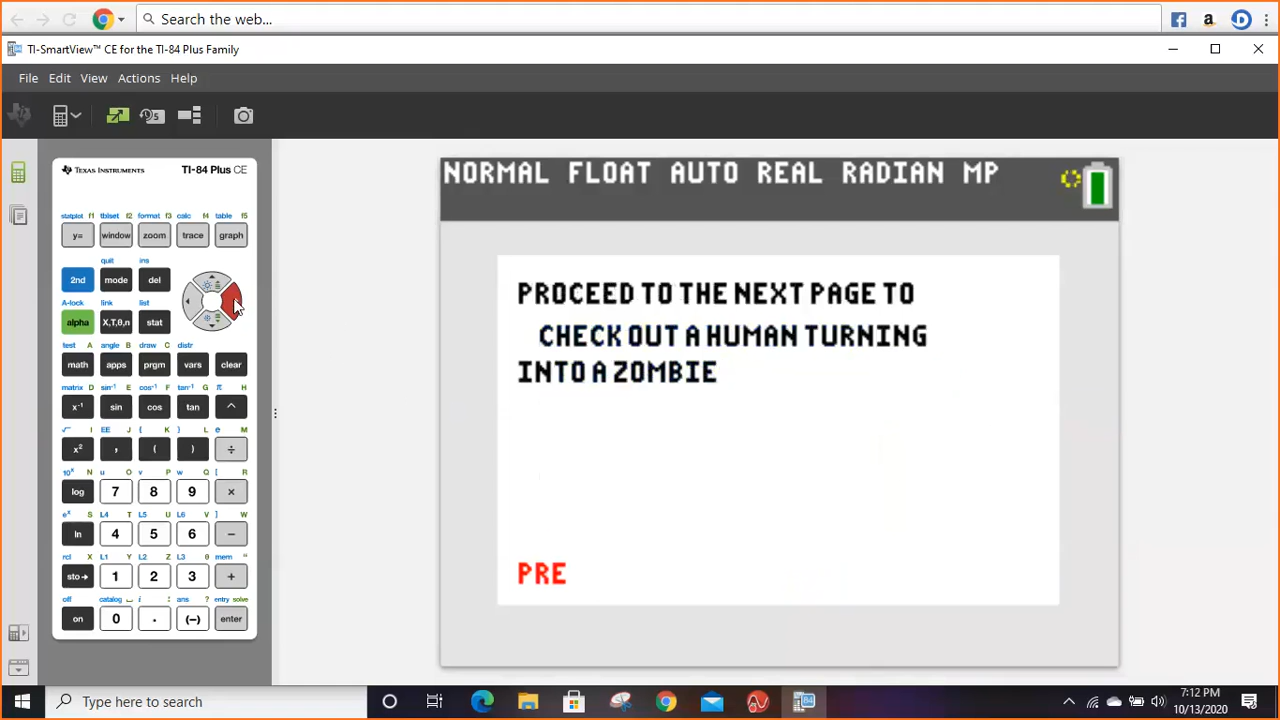 Search the web...
TI-SmartView™ CE for the TI-84 Plus Family
File Edit View Actions Help
TEXAS INSTRUMENTS TI-84 Plus CE
statplot f1 tblset f2 format f3 calc f4 table f5
y= window zoom trace graph
quit ins
2nd mode del
A-lock link list
alpha X,T,θ,n stat
test A angle B draw C distr
math apps prgm vars clear
matrix D sin⁻¹ E cos⁻¹ F tan⁻¹ G π H
x⁻¹ sin cos tan ^
√ I EE J { K } L e M
x² , ( ) ÷
10ˣ N u O v P w Q [ R
log 7 8 9 ×
eˣ S L4 T L5 U L6 V ] W
ln 4 5 6 −
rcl X L1 Y L2 Z L3 θ mem "
sto→ 1 2 3 +
off catalog i : ans ? entry solve
on 0 . (−) enter
NORMAL FLOAT AUTO REAL RADIAN MP
PROCEED TO THE NEXT PAGE TO
CHECK OUT A HUMAN TURNING
INTO A ZOMBIE
PRE
Type here to search
7:12 PM
10/13/2020